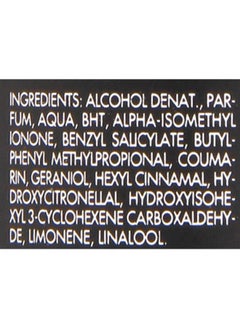 INGREDIENTS: ALCOHOL DENAT., PAR-
FUM, AQUA, BHT, ALPHA-ISOMETHYL
IONONE, BENZYL SALICYLATE, BUTYL-
PHENYL METHYLPROPIONAL, COUMA-
RIN, GERANIOL, HEXYL CINNAMAL, HY-
DROXYCITRONELLAL, HYDROXYISOHE-
XYL 3-CYCLOHEXENE CARBOXALDEHY-
DE, LIMONENE, LINALOOL.